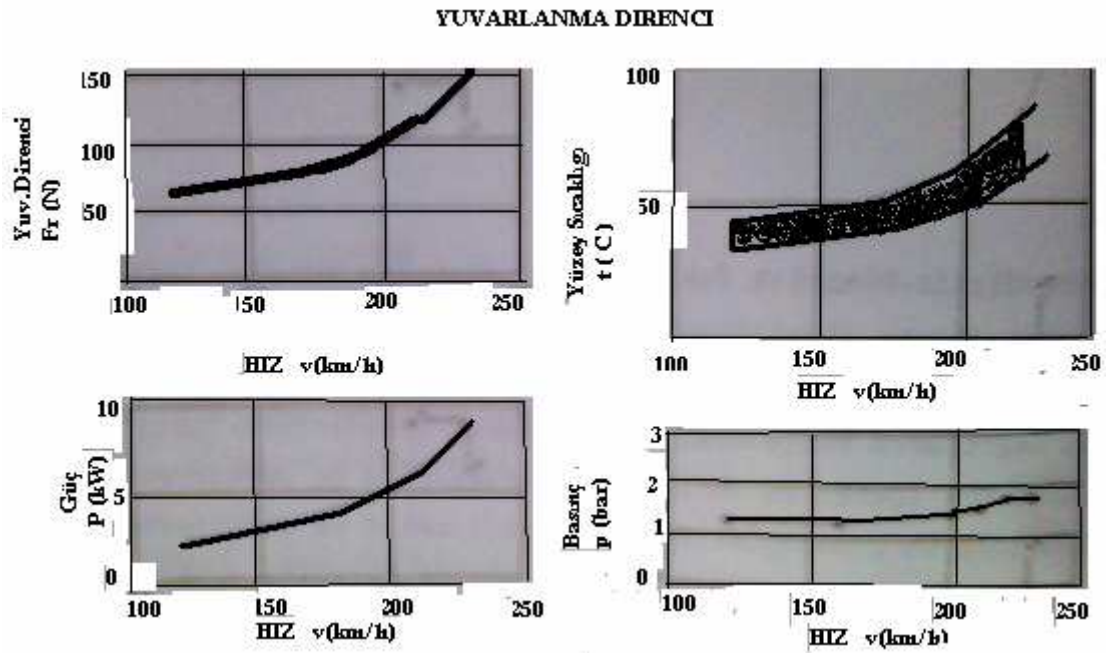 YUVARLANMA DIRENCI
150
100
50
Yuv.Direnci
Fr (N)
100 150 200 250
HIZ v(km/h)
100
50
Yüzey Sıcaklıgı
t ( C )
100 150 200 250
HIZ v(km/h)
10
5
0
Güç
P (kW)
100 150 200 250
HIZ v(km/h)
3
2
1
0
Basınç
p (bar)
100 150 200 250
HIZ v(km/h)